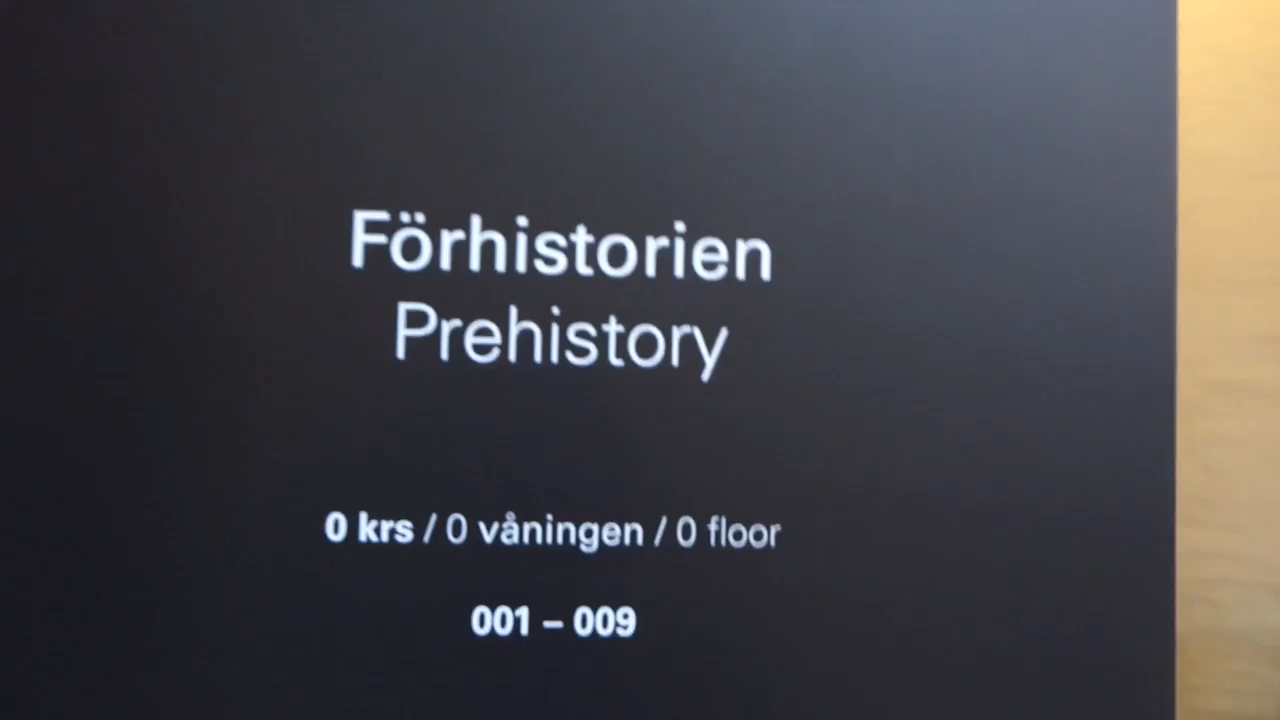 Förhistorien
Prehistory
0 krs / 0 våningen / 0 floor
001 – 009